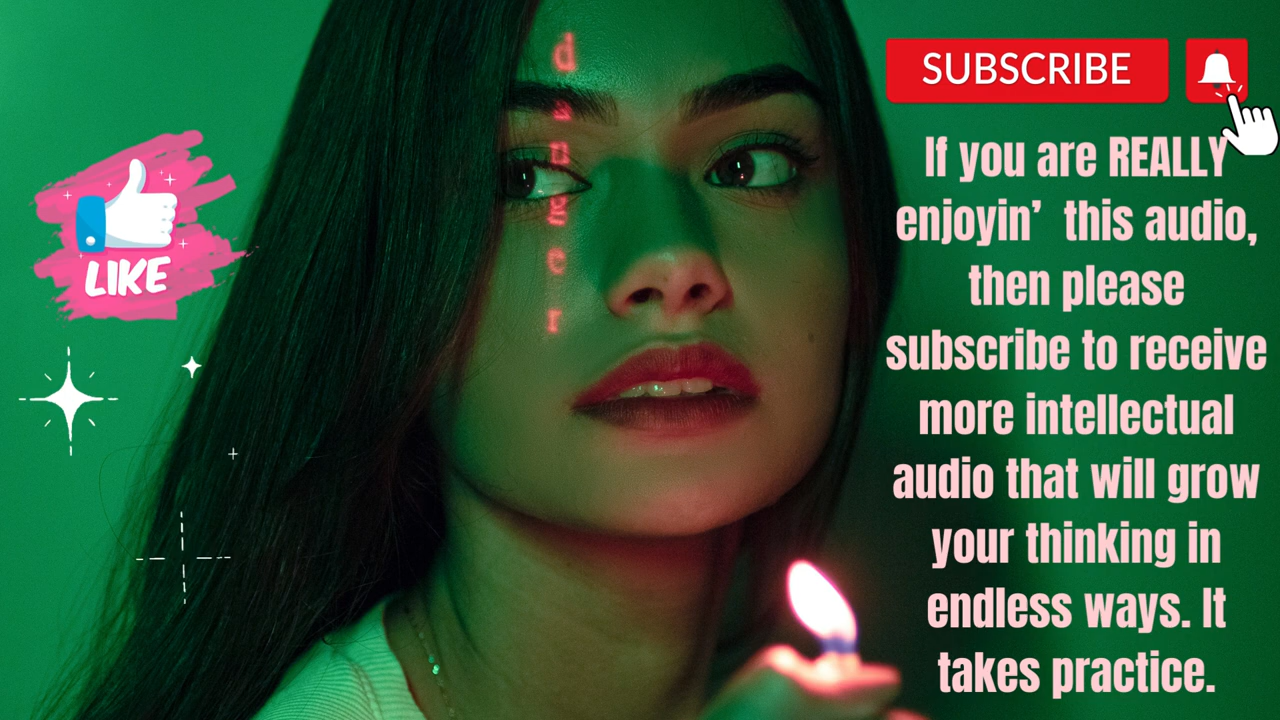 danger
LIKE
SUBSCRIBE
If you are REALLY
enjoyin’ this audio,
then please
subscribe to receive
more intellectual
audio that will grow
your thinking in
endless ways. It
takes practice.